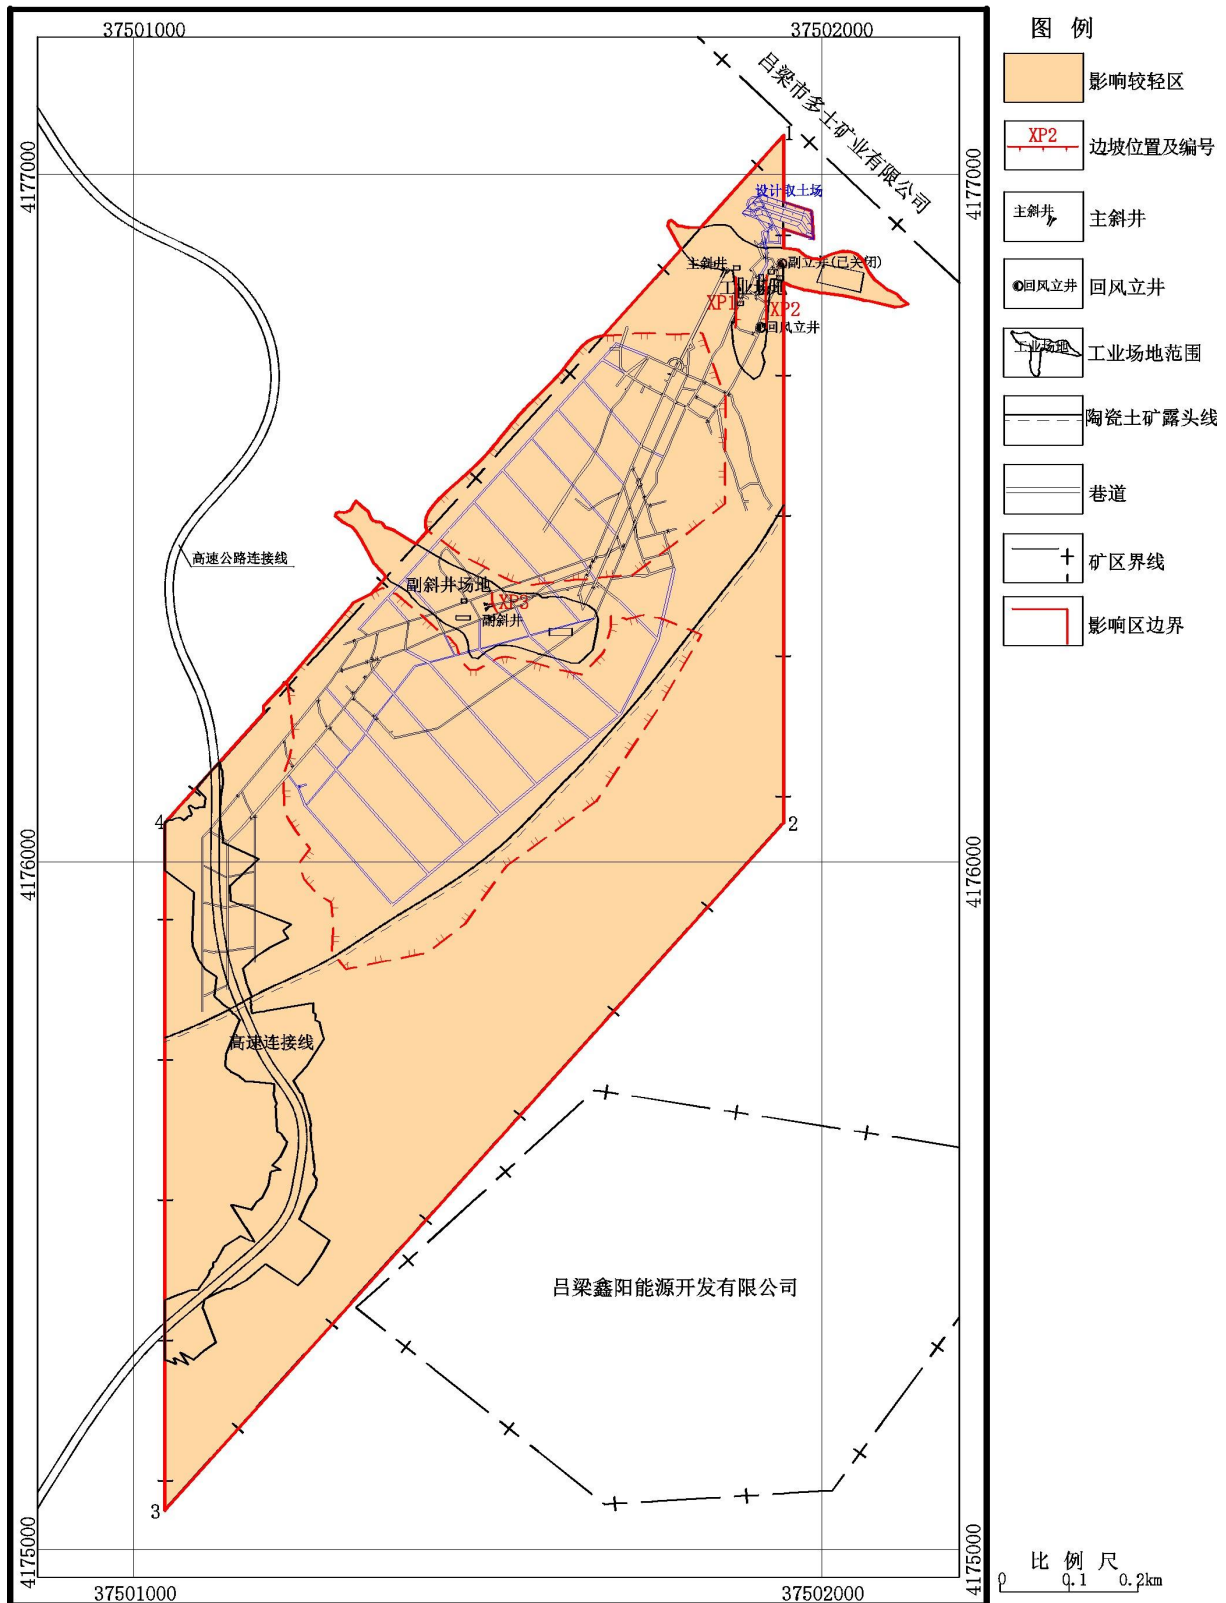 37501000
37502000
图 例
影响较轻区
XP2
边坡位置及编号
主斜井
主斜井
回风立井
回风立井
工业场地
工业场地范围
陶瓷土矿露头线
巷道
矿区界线
影响区边界
吕梁市多士矿业有限公司
1
4177000
4177000
设计取土场
主斜井
副立井(已关闭)
工业场地
XP1
XP2
回风立井
高速公路连接线
副斜井场地
XP3
副斜井
4
2
4176000
4176000
高速连接线
吕梁鑫阳能源开发有限公司
3
4175000
4175000
37501000
37502000
比 例 尺
0 0.1 0.2km